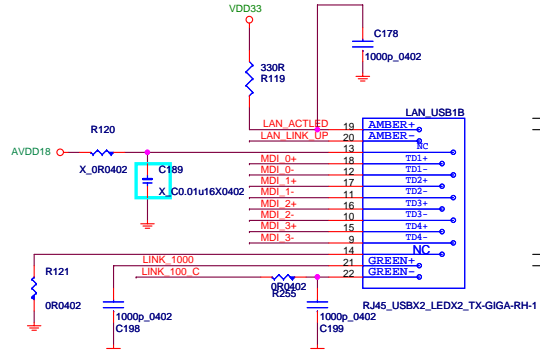 VDD33
C178
1000p_0402
330R
R119
LAN_USB1B
LAN_ACTLED 19 AMBER+
LAN_LINK_UP 20 AMBER-
R120
AVDD18
X_0R0402
13 NC
C189
X_C0.01u16X0402
MDI_0+ 18 TD1+
MDI_0- 12 TD1-
MDI_1+ 17 TD2+
MDI_1- 11 TD2-
MDI_2+ 16 TD3+
MDI_2- 10 TD3-
MDI_3+ 15 TD4+
MDI_3- 9 TD4-
14 NC
LINK_1000 21 GREEN+
LINK_100_C 22 GREEN-
R121
0R0402
0R0402
R255
1000p_0402
C198
1000p_0402
C199
RJ45_USBX2_LEDX2_TX-GIGA-RH-1